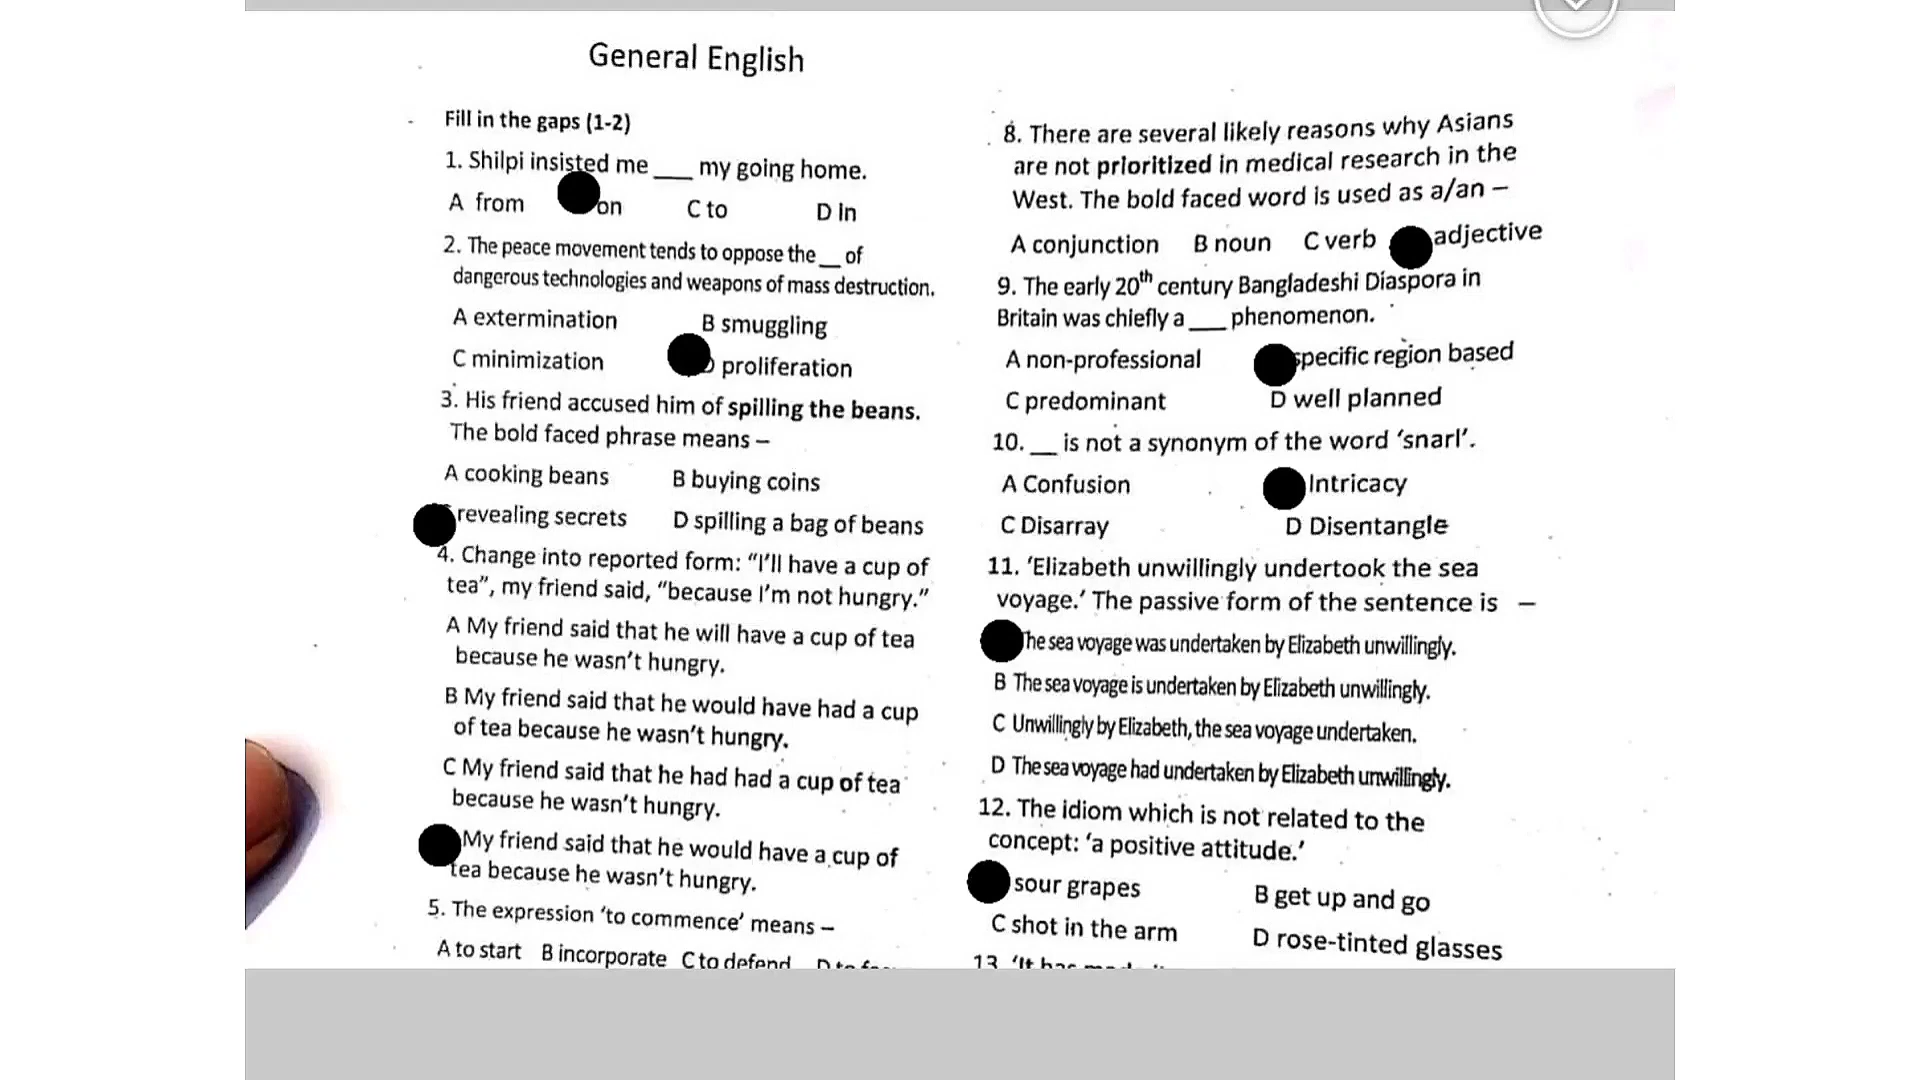 General English
Fill in the gaps (1-2)
1. Shilpi insisted me ___ my going home.
A from on C to D in
2. The peace movement tends to oppose the __ of
dangerous technologies and weapons of mass destruction.
A extermination B smuggling
C minimization proliferation
3. His friend accused him of spilling the beans.
The bold faced phrase means –
A cooking beans B buying coins
revealing secrets D spilling a bag of beans
4. Change into reported form: “I’ll have a cup of
tea”, my friend said, “because I’m not hungry.”
A My friend said that he will have a cup of tea
because he wasn’t hungry.
B My friend said that he would have had a cup
of tea because he wasn’t hungry.
C My friend said that he had had a cup of tea
because he wasn’t hungry.
My friend said that he would have a cup of
tea because he wasn’t hungry.
5. The expression ‘to commence’ means –
A to start B incorporate C to defend D to
8. There are several likely reasons why Asians
are not prioritized in medical research in the
West. The bold faced word is used as a/an –
A conjunction B noun C verb adjective
9. The early 20th century Bangladeshi Diaspora in
Britain was chiefly a ___ phenomenon.
A non-professional specific region based
C predominant D well planned
10. __ is not a synonym of the word ‘snarl’.
A Confusion Intricacy
C Disarray D Disentangle
11. ‘Elizabeth unwillingly undertook the sea
voyage.’ The passive form of the sentence is –
he sea voyage was undertaken by Elizabeth unwillingly.
B The sea voyage is undertaken by Elizabeth unwillingly.
C Unwillingly by Elizabeth, the sea voyage undertaken.
D The sea voyage had undertaken by Elizabeth unwillingly.
12. The idiom which is not related to the
concept: ‘a positive attitude.’
sour grapes B get up and go
C shot in the arm D rose-tinted glasses
13. ‘It has